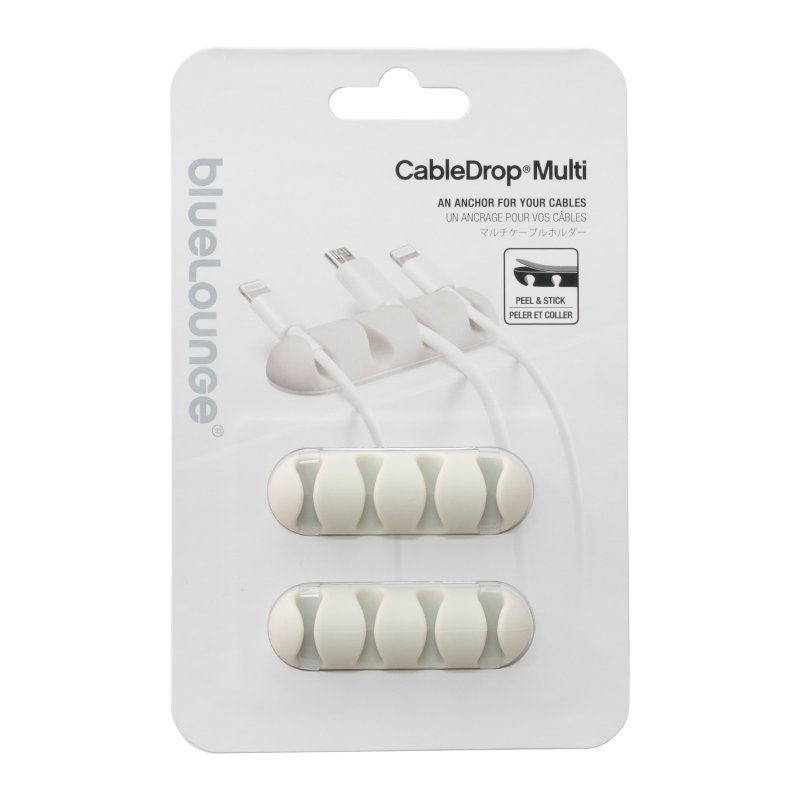 blueLounge®
CableDrop® Multi
AN ANCHOR FOR YOUR CABLES
UN ANCRAGE POUR VOS CÂBLES
マルチケーブルホルダー
PEEL & STICK
PELER ET COLLER